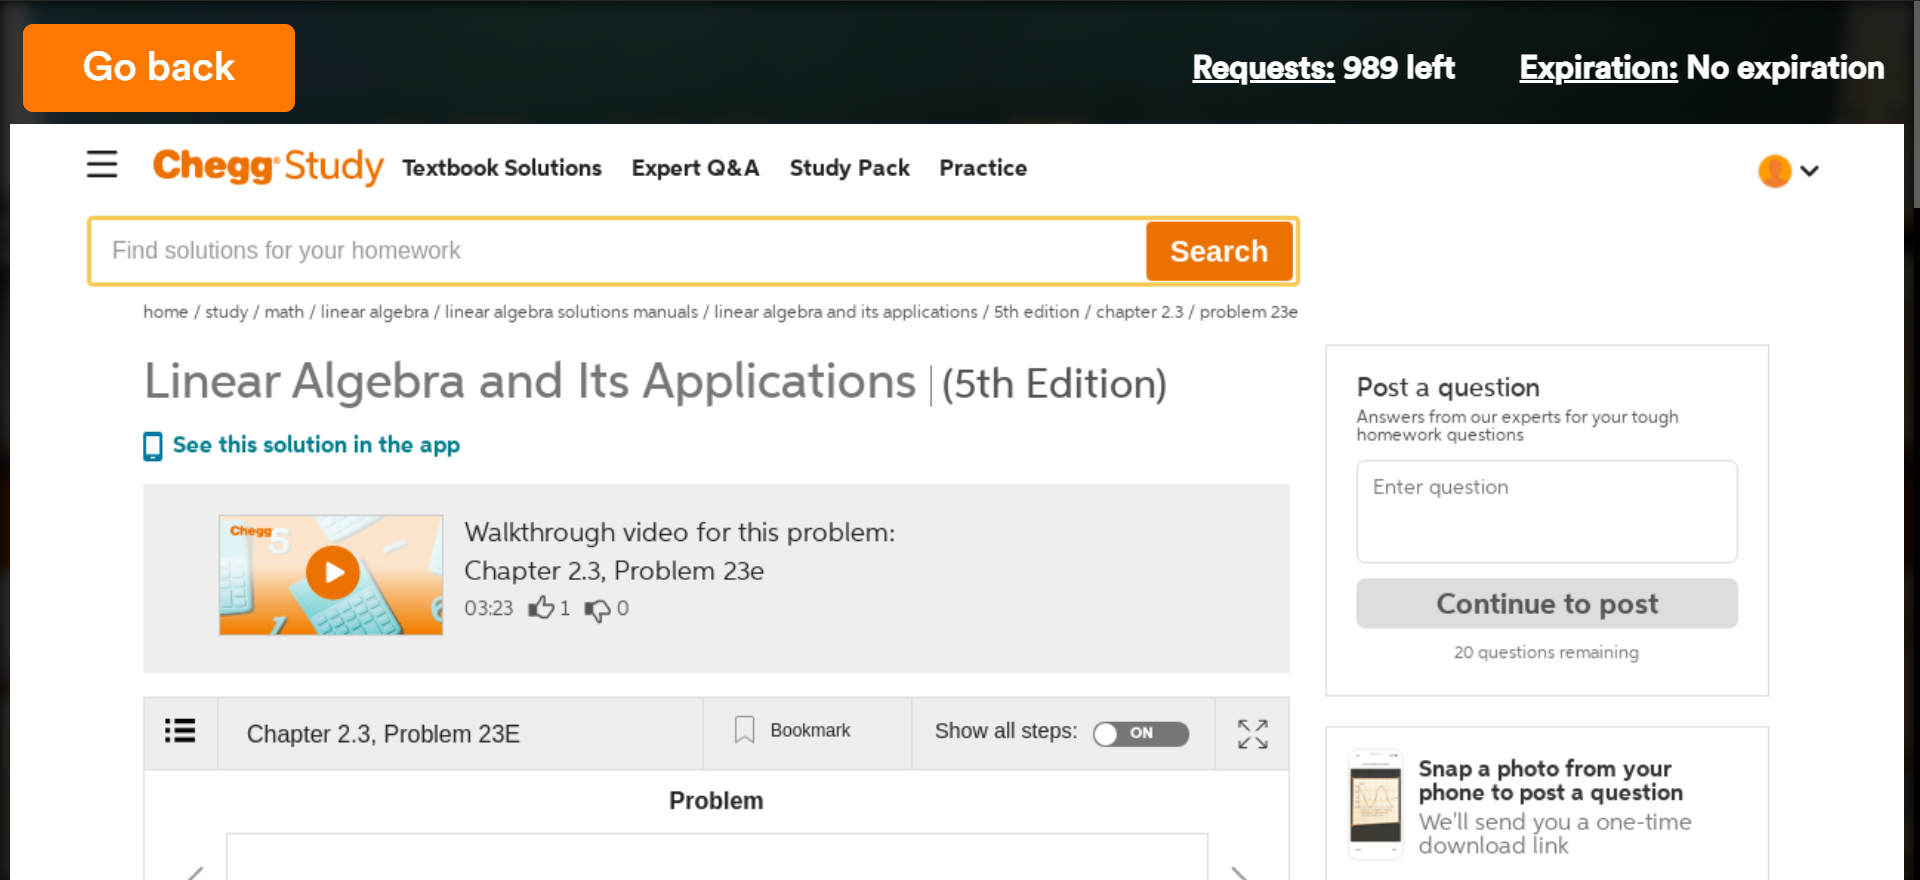 Go back
Requests: 989 left
Expiration: No expiration
Chegg® Study
Textbook Solutions
Expert Q&A
Study Pack
Practice
Find solutions for your homework
Search
home / study / math / linear algebra / linear algebra solutions manuals / linear algebra and its applications / 5th edition / chapter 2.3 / problem 23e
Linear Algebra and Its Applications | (5th Edition)
See this solution in the app
Chegg
5
1
6
Walkthrough video for this problem:
Chapter 2.3, Problem 23e
03:23 1 0
Chapter 2.3, Problem 23E
Bookmark
Show all steps: ON
Problem
Post a question
Answers from our experts for your tough
homework questions
Enter question
Continue to post
20 questions remaining
Snap a photo from your
phone to post a question
We'll send you a one-time
download link